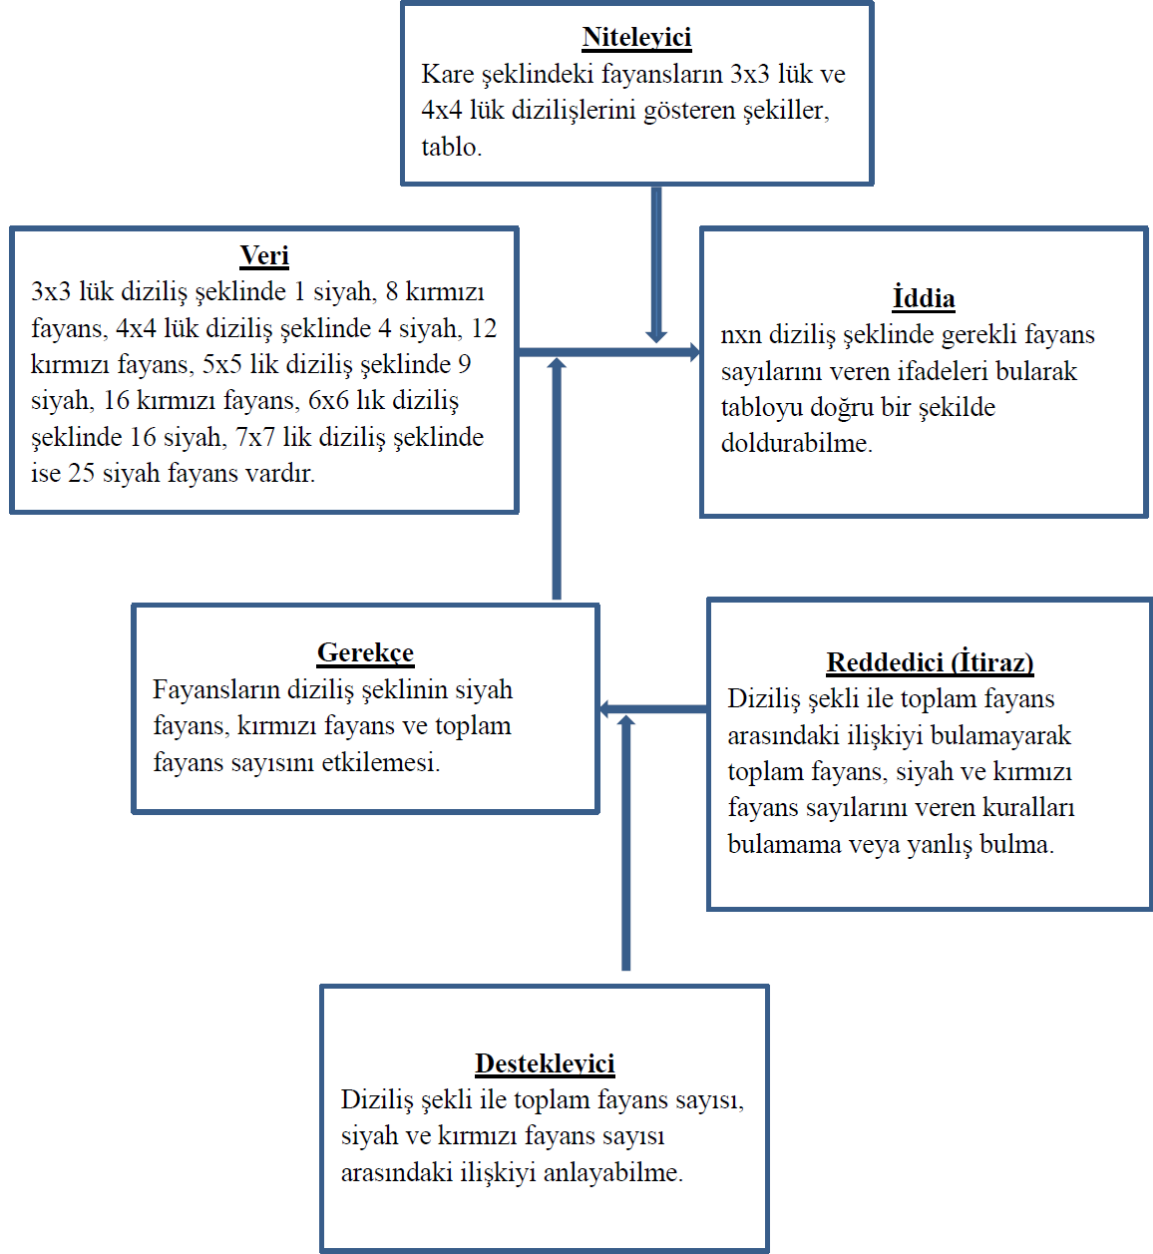 Niteleyici
Kare şeklindeki fayansların 3x3 lük ve
4x4 lük dizilişlerini gösteren şekiller,
tablo.
Veri
3x3 lük diziliş şeklinde 1 siyah, 8 kırmızı
fayans, 4x4 lük diziliş şeklinde 4 siyah, 12
kırmızı fayans, 5x5 lik diziliş şeklinde 9
siyah, 16 kırmızı fayans, 6x6 lık diziliş
şeklinde 16 siyah, 7x7 lik diziliş şeklinde
ise 25 siyah fayans vardır.
İddia
nxn diziliş şeklinde gerekli fayans
sayılarını veren ifadeleri bularak
tabloyu doğru bir şekilde
doldurabilme.
Gerekçe
Fayansların diziliş şeklinin siyah
fayans, kırmızı fayans ve toplam
fayans sayısını etkilemesi.
Reddedici (İtiraz)
Diziliş şekli ile toplam fayans
arasındaki ilişkiyi bulamayarak
toplam fayans, siyah ve kırmızı
fayans sayılarını veren kuralları
bulamama veya yanlış bulma.
Destekleyici
Diziliş şekli ile toplam fayans sayısı,
siyah ve kırmızı fayans sayısı
arasındaki ilişkiyi anlayabilme.